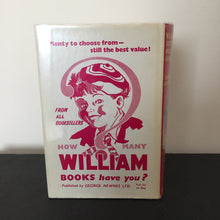 Plenty to choose from—
still the best value!
FROM
ALL
BOOKSELLERS
HOW MANY
WILLIAM
BOOKS have you?
Published by GEORGE NEWNES LTD.